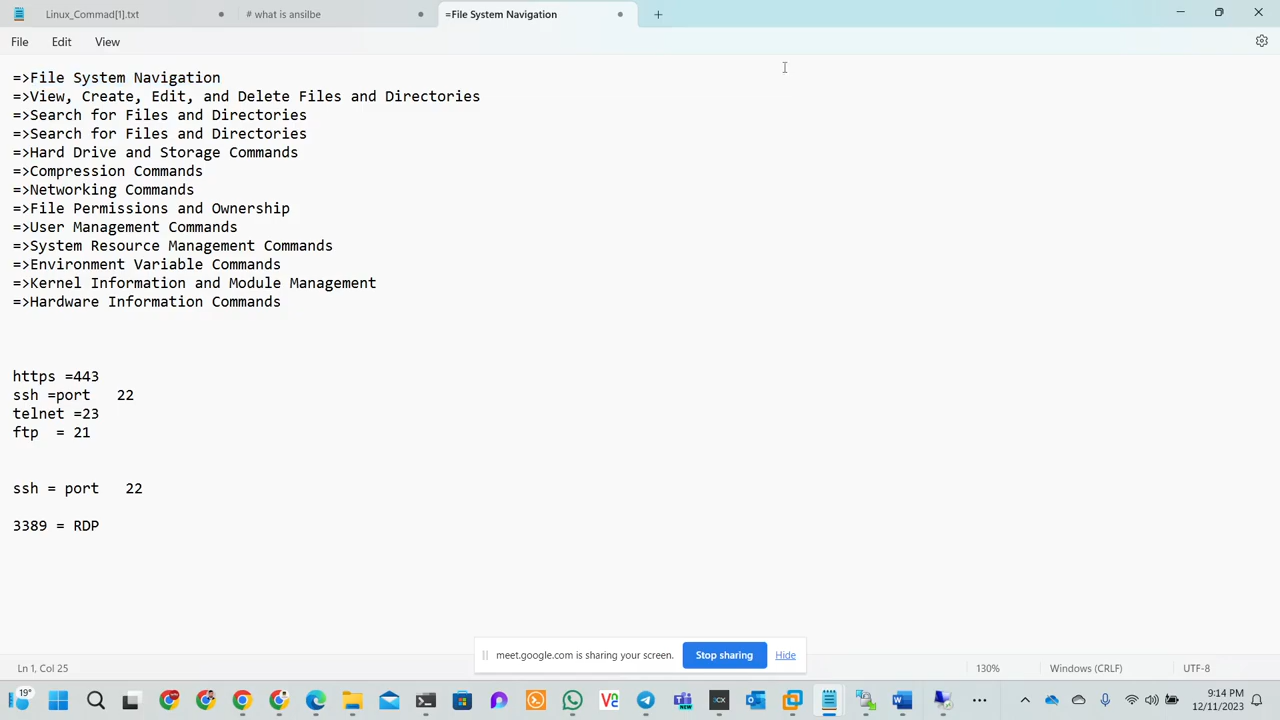 Linux_Commad[1].txt
# what is ansilbe
=File System Navigation
File
Edit
View
=>File System Navigation
=>View, Create, Edit, and Delete Files and Directories
=>Search for Files and Directories
=>Search for Files and Directories
=>Hard Drive and Storage Commands
=>Compression Commands
=>Networking Commands
=>File Permissions and Ownership
=>User Management Commands
=>System Resource Management Commands
=>Environment Variable Commands
=>Kernel Information and Module Management
=>Hardware Information Commands
https =443
ssh =port   22
telnet =23
ftp  = 21
ssh = port   22
3389 = RDP
meet.google.com is sharing your screen.
Stop sharing
Hide
Ln 1, Col 25
130%
Windows (CRLF)
UTF-8
19°
NEW
9:14 PM
12/11/2023